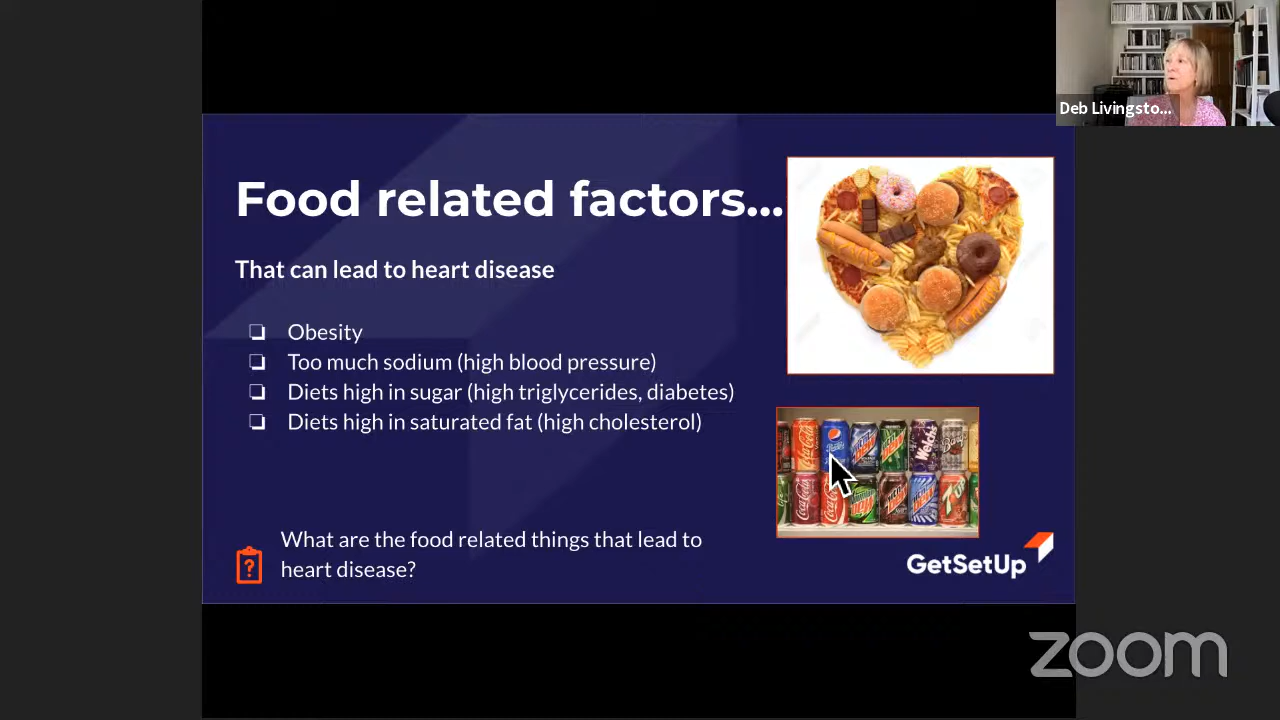 Deb Livingsto...
Food related factors...
That can lead to heart disease
Obesity
Too much sodium (high blood pressure)
Diets high in sugar (high triglycerides, diabetes)
Diets high in saturated fat (high cholesterol)
What are the food related things that lead to
heart disease?
GetSetUp
zoom